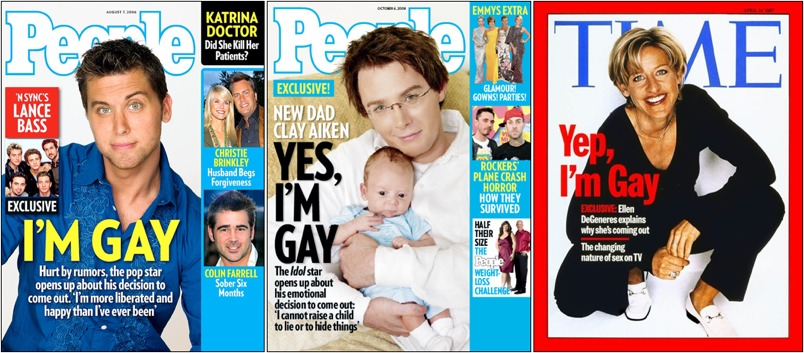 AUGUST 7, 2006
People
KATRINA
DOCTOR
Did She Kill Her
Patients?
'N SYNC'S
LANCE
BASS
EXCLUSIVE
CHRISTIE
BRINKLEY
Husband Begs
Forgiveness
I'M GAY
Hurt by rumors, the pop star
opens up about his decision to
come out. 'I'm more liberated and
happy than I've ever been'
COLIN FARRELL
Sober Six
Months
OCTOBER 6, 2008
People
EXCLUSIVE!
NEW DAD
CLAY AIKEN
YES,
I'M
GAY
The Idol star
opens up about
his emotional
decision to come out:
'I cannot raise a child
to lie or to hide things'
EMMYS EXTRA
GLAMOUR!
GOWNS! PARTIES!
ROCKERS'
PLANE CRASH
HORROR
HOW THEY
SURVIVED
HALF
THEIR
SIZE
THE
People
WEIGHT-
LOSS
CHALLENGE
APRIL 14, 1997
TIME
Yep,
I'm Gay
EXCLUSIVE: Ellen
DeGeneres explains
why she's coming out
The changing
nature of sex on TV